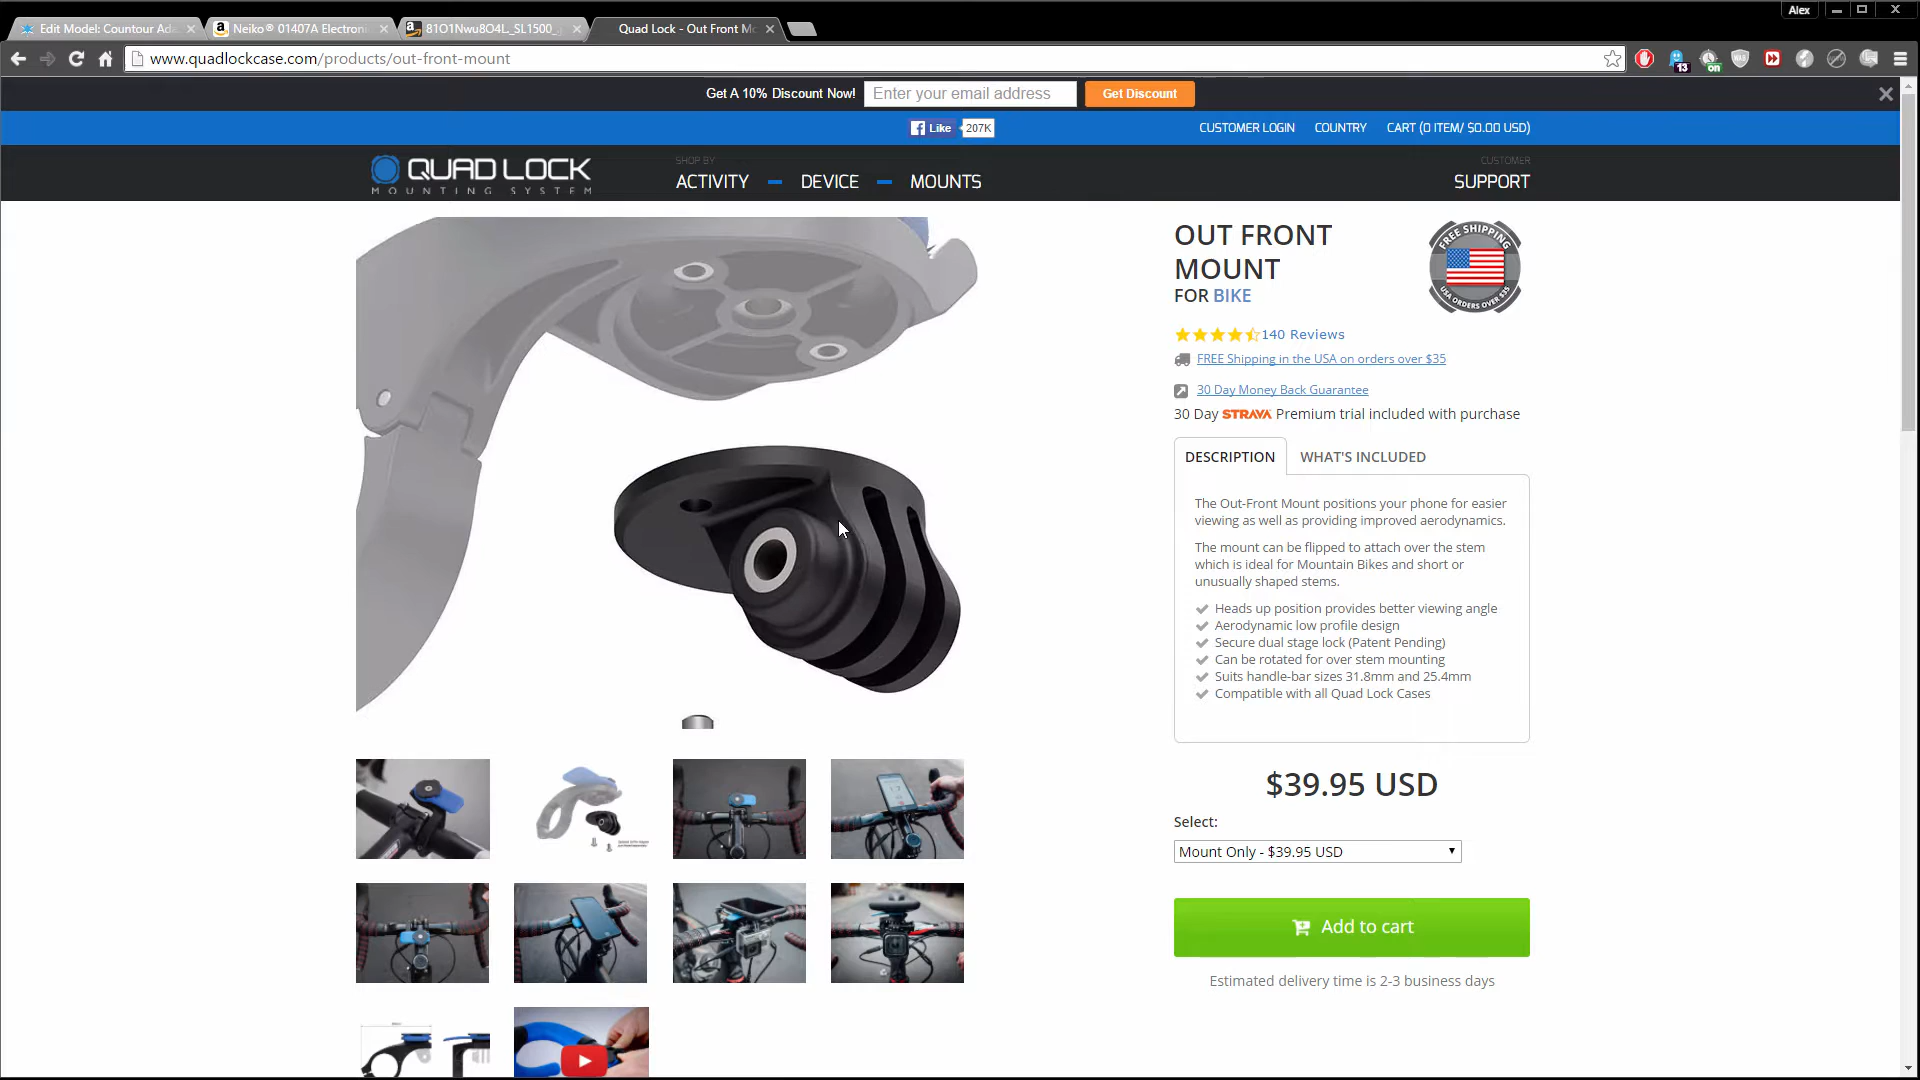 Alex
Edit Model: Countour Ada
Neiko® 01407A Electroni
81O1Nwu8O4L._SL1500_
Quad Lock - Out Front M
www.quadlockcase.com/products/out-front-mount
13
on
Get A 10% Discount Now!
Enter your email address
Get Discount
Like
207K
CUSTOMER LOGIN
COUNTRY
CART (0 ITEM/ $0.00 USD)
QUAD LOCK
MOUNTING SYSTEM
SHOP BY
ACTIVITY
DEVICE
MOUNTS
CUSTOMER
SUPPORT
OUT FRONT
MOUNT
FOR BIKE
FREE SHIPPING
USA ORDERS OVER $35
140 Reviews
FREE Shipping in the USA on orders over $35
30 Day Money Back Guarantee
30 Day STRAVA Premium trial included with purchase
DESCRIPTION
WHAT'S INCLUDED
The Out-Front Mount positions your phone for easier
viewing as well as providing improved aerodynamics.
The mount can be flipped to attach over the stem
which is ideal for Mountain Bikes and short or
unusually shaped stems.
Heads up position provides better viewing angle
Aerodynamic low profile design
Secure dual stage lock (Patent Pending)
Can be rotated for over stem mounting
Suits handle-bar sizes 31.8mm and 25.4mm
Compatible with all Quad Lock Cases
$39.95 USD
Select:
Mount Only - $39.95 USD
Add to cart
Estimated delivery time is 2-3 business days